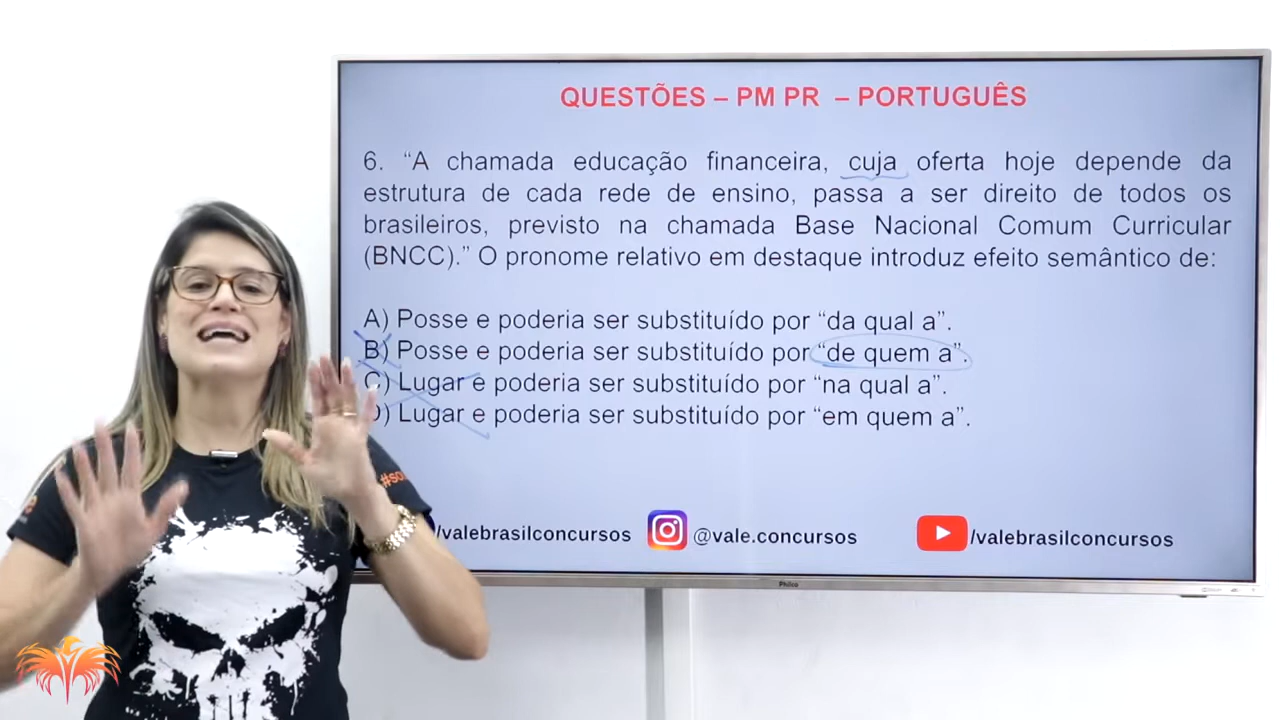 QUESTÕES – PM PR – PORTUGUÊS
6. “A chamada educação financeira, cuja oferta hoje depende da
estrutura de cada rede de ensino, passa a ser direito de todos os
brasileiros, previsto na chamada Base Nacional Comum Curricular
(BNCC).” O pronome relativo em destaque introduz efeito semântico de:
A) Posse e poderia ser substituído por “da qual a”.
B) Posse e poderia ser substituído por “de quem a”.
C) Lugar e poderia ser substituído por “na qual a”.
D) Lugar e poderia ser substituído por “em quem a”.
/valebrasilconcursos
@vale.concursos
/valebrasilconcursos
Philco